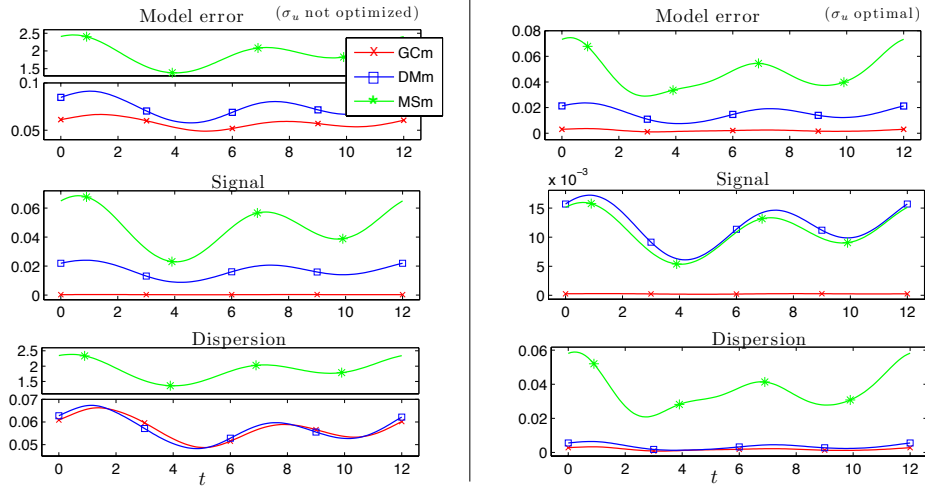 Model error (σ_u not optimized)
2.5
1.5
GCm
DMm
MSm
0.1
0.05
0 2 4 6 8 10 12
Signal
0.06
0.04
0.02
0
0 2 4 6 8 10 12
Dispersion
2.5
1.5
0.07
0.06
0.05
0 2 4 6 8 10 12
t
Model error (σ_u optimal)
0.08
0.06
0.04
0.02
0
0 2 4 6 8 10 12
Signal
x 10⁻³
15
10
5
0
0 2 4 6 8 10 12
Dispersion
0.06
0.04
0.02
0
0 2 4 6 8 10 12
t